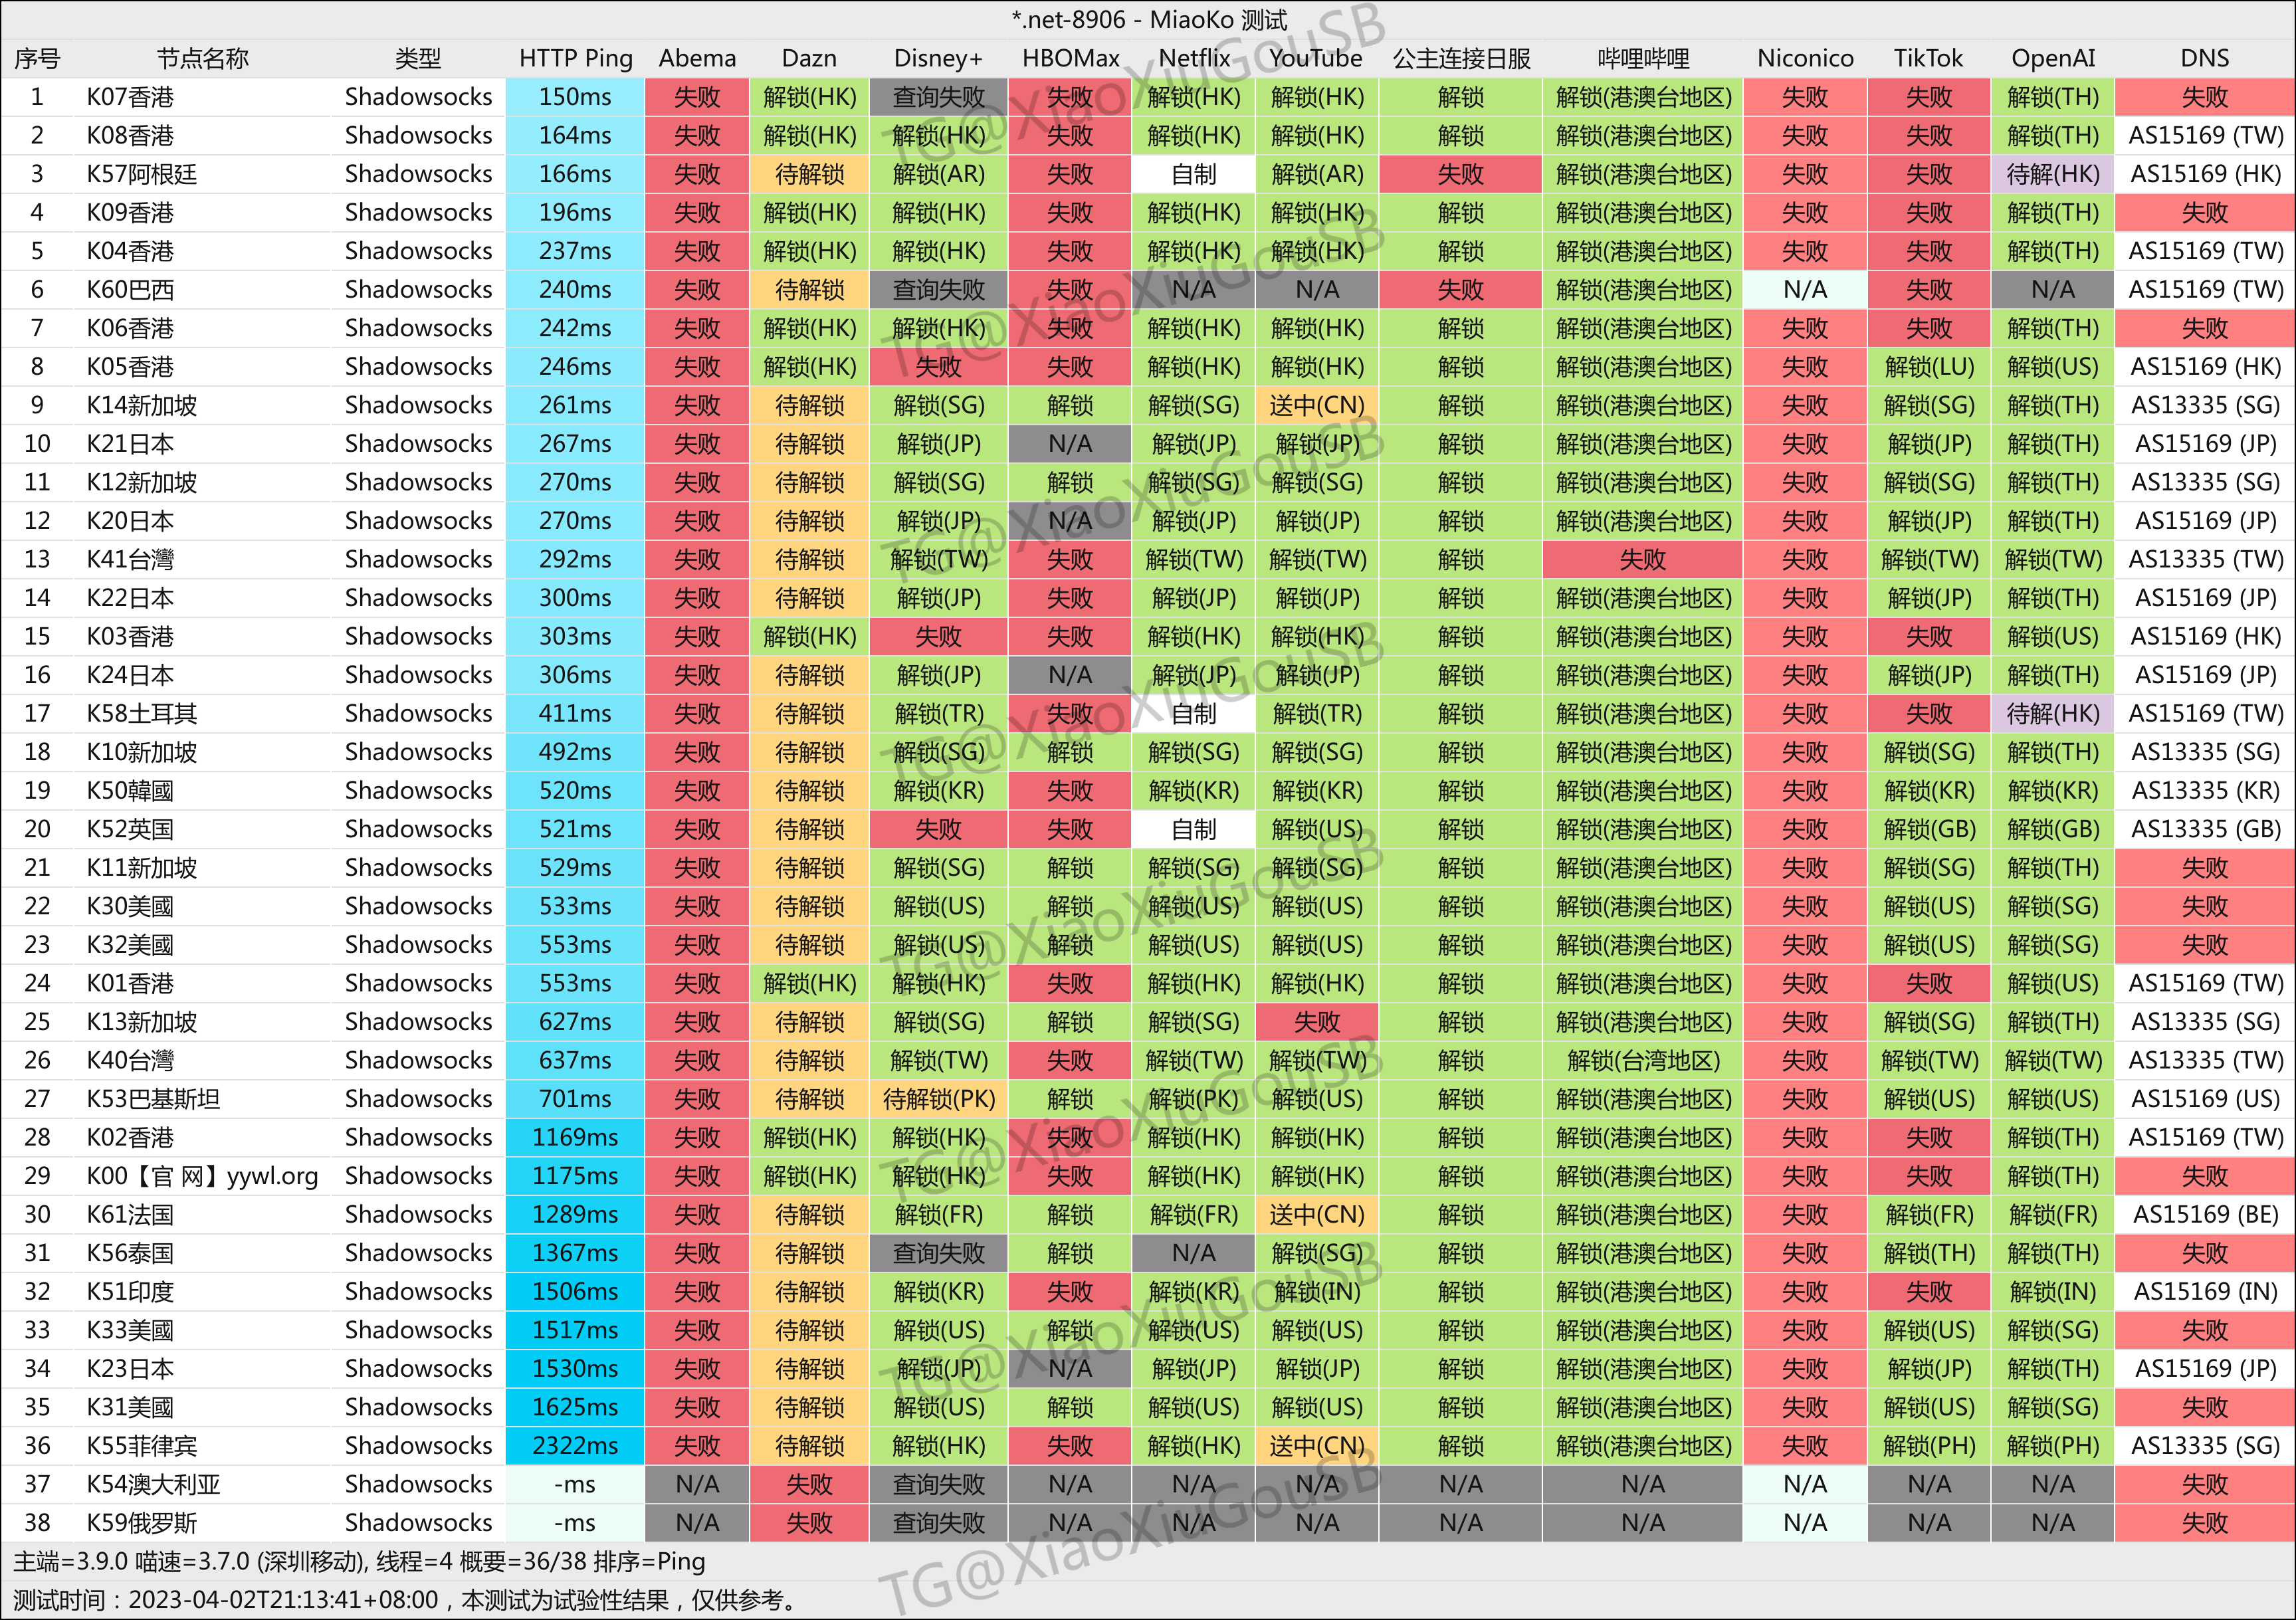 *.net-8906 - MiaoKo 测试
序号 节点名称 类型 HTTP Ping Abema Dazn Disney+ HBOMax Netflix YouTube 公主连接日服 哔哩哔哩 Niconico TikTok OpenAI DNS
1 K07香港 Shadowsocks 150ms 失败 解锁(HK) 查询失败 失败 解锁(HK) 解锁(HK) 解锁 解锁(港澳台地区) 失败 失败 解锁(TH) 失败
2 K08香港 Shadowsocks 164ms 失败 解锁(HK) 解锁(HK) 失败 解锁(HK) 解锁(HK) 解锁 解锁(港澳台地区) 失败 失败 解锁(TH) AS15169 (TW)
3 K57阿根廷 Shadowsocks 166ms 失败 待解锁 解锁(AR) 失败 自制 解锁(AR) 失败 解锁(港澳台地区) 失败 失败 待解(HK) AS15169 (HK)
4 K09香港 Shadowsocks 196ms 失败 解锁(HK) 解锁(HK) 失败 解锁(HK) 解锁(HK) 解锁 解锁(港澳台地区) 失败 失败 解锁(TH) 失败
5 K04香港 Shadowsocks 237ms 失败 解锁(HK) 解锁(HK) 失败 解锁(HK) 解锁(HK) 解锁 解锁(港澳台地区) 失败 失败 解锁(TH) AS15169 (TW)
6 K60巴西 Shadowsocks 240ms 失败 待解锁 查询失败 失败 N/A N/A 失败 解锁(港澳台地区) N/A 失败 N/A AS15169 (TW)
7 K06香港 Shadowsocks 242ms 失败 解锁(HK) 解锁(HK) 失败 解锁(HK) 解锁(HK) 解锁 解锁(港澳台地区) 失败 失败 解锁(TH) 失败
8 K05香港 Shadowsocks 246ms 失败 解锁(HK) 失败 失败 解锁(HK) 解锁(HK) 解锁 解锁(港澳台地区) 失败 解锁(LU) 解锁(US) AS15169 (HK)
9 K14新加坡 Shadowsocks 261ms 失败 待解锁 解锁(SG) 解锁 解锁(SG) 送中(CN) 解锁 解锁(港澳台地区) 失败 解锁(SG) 解锁(TH) AS13335 (SG)
10 K21日本 Shadowsocks 267ms 失败 待解锁 解锁(JP) N/A 解锁(JP) 解锁(JP) 解锁 解锁(港澳台地区) 失败 解锁(JP) 解锁(TH) AS15169 (JP)
11 K12新加坡 Shadowsocks 270ms 失败 待解锁 解锁(SG) 解锁 解锁(SG) 解锁(SG) 解锁 解锁(港澳台地区) 失败 解锁(SG) 解锁(TH) AS13335 (SG)
12 K20日本 Shadowsocks 270ms 失败 待解锁 解锁(JP) N/A 解锁(JP) 解锁(JP) 解锁 解锁(港澳台地区) 失败 解锁(JP) 解锁(TH) AS15169 (JP)
13 K41台灣 Shadowsocks 292ms 失败 待解锁 解锁(TW) 失败 解锁(TW) 解锁(TW) 解锁 失败 失败 解锁(TW) 解锁(TW) AS13335 (TW)
14 K22日本 Shadowsocks 300ms 失败 待解锁 解锁(JP) 失败 解锁(JP) 解锁(JP) 解锁 解锁(港澳台地区) 失败 解锁(JP) 解锁(TH) AS15169 (JP)
15 K03香港 Shadowsocks 303ms 失败 解锁(HK) 失败 失败 解锁(HK) 解锁(HK) 解锁 解锁(港澳台地区) 失败 失败 解锁(US) AS15169 (HK)
16 K24日本 Shadowsocks 306ms 失败 待解锁 解锁(JP) N/A 解锁(JP) 解锁(JP) 解锁 解锁(港澳台地区) 失败 解锁(JP) 解锁(TH) AS15169 (JP)
17 K58土耳其 Shadowsocks 411ms 失败 待解锁 解锁(TR) 失败 自制 解锁(TR) 解锁 解锁(港澳台地区) 失败 失败 待解(HK) AS15169 (TW)
18 K10新加坡 Shadowsocks 492ms 失败 待解锁 解锁(SG) 解锁 解锁(SG) 解锁(SG) 解锁 解锁(港澳台地区) 失败 解锁(SG) 解锁(TH) AS13335 (SG)
19 K50韓國 Shadowsocks 520ms 失败 待解锁 解锁(KR) 失败 解锁(KR) 解锁(KR) 解锁 解锁(港澳台地区) 失败 解锁(KR) 解锁(KR) AS13335 (KR)
20 K52英国 Shadowsocks 521ms 失败 待解锁 失败 失败 自制 解锁(US) 解锁 解锁(港澳台地区) 失败 解锁(GB) 解锁(GB) AS13335 (GB)
21 K11新加坡 Shadowsocks 529ms 失败 待解锁 解锁(SG) 解锁 解锁(SG) 解锁(SG) 解锁 解锁(港澳台地区) 失败 解锁(SG) 解锁(TH) 失败
22 K30美國 Shadowsocks 533ms 失败 待解锁 解锁(US) 解锁 解锁(US) 解锁(US) 解锁 解锁(港澳台地区) 失败 解锁(US) 解锁(SG) 失败
23 K32美國 Shadowsocks 553ms 失败 待解锁 解锁(US) 解锁 解锁(US) 解锁(US) 解锁 解锁(港澳台地区) 失败 解锁(US) 解锁(SG) 失败
24 K01香港 Shadowsocks 553ms 失败 解锁(HK) 解锁(HK) 失败 解锁(HK) 解锁(HK) 解锁 解锁(港澳台地区) 失败 失败 解锁(US) AS15169 (TW)
25 K13新加坡 Shadowsocks 627ms 失败 待解锁 解锁(SG) 解锁 解锁(SG) 失败 解锁 解锁(港澳台地区) 失败 解锁(SG) 解锁(TH) AS13335 (SG)
26 K40台灣 Shadowsocks 637ms 失败 待解锁 解锁(TW) 失败 解锁(TW) 解锁(TW) 解锁 解锁(台湾地区) 失败 解锁(TW) 解锁(TW) AS13335 (TW)
27 K53巴基斯坦 Shadowsocks 701ms 失败 待解锁 待解锁(PK) 解锁 解锁(PK) 解锁(US) 解锁 解锁(港澳台地区) 失败 解锁(US) 解锁(US) AS15169 (US)
28 K02香港 Shadowsocks 1169ms 失败 解锁(HK) 解锁(HK) 失败 解锁(HK) 解锁(HK) 解锁 解锁(港澳台地区) 失败 失败 解锁(TH) AS15169 (TW)
29 K00【官 网】yywl.org Shadowsocks 1175ms 失败 解锁(HK) 解锁(HK) 失败 解锁(HK) 解锁(HK) 解锁 解锁(港澳台地区) 失败 失败 解锁(TH) 失败
30 K61法国 Shadowsocks 1289ms 失败 待解锁 解锁(FR) 解锁 解锁(FR) 送中(CN) 解锁 解锁(港澳台地区) 失败 解锁(FR) 解锁(FR) AS15169 (BE)
31 K56泰国 Shadowsocks 1367ms 失败 待解锁 查询失败 解锁 N/A 解锁(SG) 解锁 解锁(港澳台地区) 失败 解锁(TH) 解锁(TH) 失败
32 K51印度 Shadowsocks 1506ms 失败 待解锁 解锁(KR) 失败 解锁(KR) 解锁(IN) 解锁 解锁(港澳台地区) 失败 失败 解锁(IN) AS15169 (IN)
33 K33美國 Shadowsocks 1517ms 失败 待解锁 解锁(US) 解锁 解锁(US) 解锁(US) 解锁 解锁(港澳台地区) 失败 解锁(US) 解锁(SG) 失败
34 K23日本 Shadowsocks 1530ms 失败 待解锁 解锁(JP) N/A 解锁(JP) 解锁(JP) 解锁 解锁(港澳台地区) 失败 解锁(JP) 解锁(TH) AS15169 (JP)
35 K31美國 Shadowsocks 1625ms 失败 待解锁 解锁(US) 解锁 解锁(US) 解锁(US) 解锁 解锁(港澳台地区) 失败 解锁(US) 解锁(SG) 失败
36 K55菲律宾 Shadowsocks 2322ms 失败 待解锁 解锁(HK) 失败 解锁(HK) 送中(CN) 解锁 解锁(港澳台地区) 失败 解锁(PH) 解锁(PH) AS13335 (SG)
37 K54澳大利亚 Shadowsocks -ms N/A 失败 查询失败 N/A N/A N/A N/A N/A N/A N/A N/A 失败
38 K59俄罗斯 Shadowsocks -ms N/A 失败 查询失败 N/A N/A N/A N/A N/A N/A N/A N/A 失败
主端=3.9.0 喵速=3.7.0 (深圳移动), 线程=4 概要=36/38 排序=Ping
测试时间：2023-04-02T21:13:41+08:00，本测试为试验性结果，仅供参考。
TG@XiaoXiuGouSB
TG@XiaoXiuGouSB
TG@XiaoXiuGouSB
TG@XiaoXiuGouSB
TG@XiaoXiuGouSB
TG@XiaoXiuGouSB
TG@XiaoXiuGouSB
TG@XiaoXiuGouSB